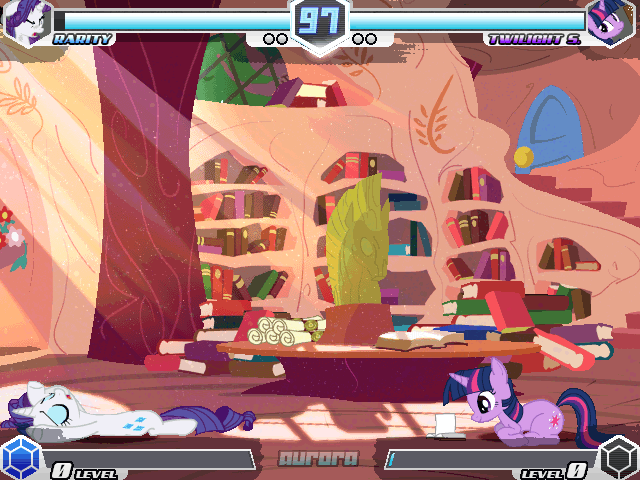 97
RARITY
TWILIGHT S.
aurora
0 LEVEL
LEVEL 0